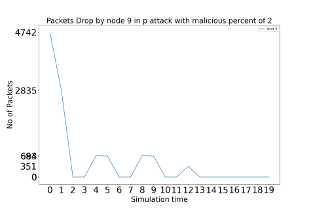 Packets Drop by node 9 in p attack with malicious percent of 2
4742
2835
351
0
No of Packets
0 1 2 3 4 5 6 7 8 9 10 11 12 13 14 15 16 17 18 19
Simulation time